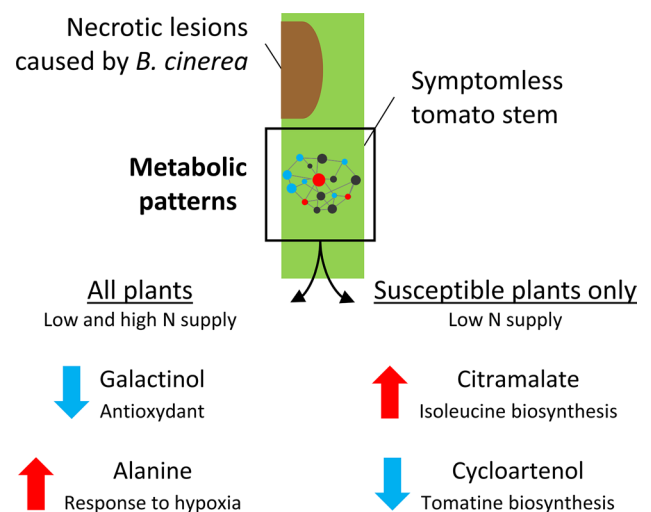 Necrotic lesions
caused by B. cinerea
Symptomless
tomato stem
Metabolic
patterns
All plants
Low and high N supply
Susceptible plants only
Low N supply
Galactinol
Antioxydant
Citramalate
Isoleucine biosynthesis
Alanine
Response to hypoxia
Cycloartenol
Tomatine biosynthesis